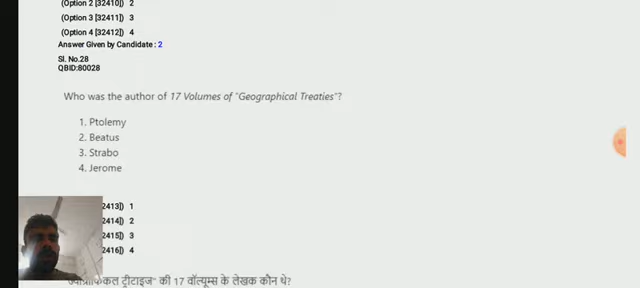 (Option 2 [32410]) 2
(Option 3 [32411]) 3
(Option 4 [32412]) 4
Answer Given by Candidate : 2
Sl. No.28
QBID:80028
Who was the author of 17 Volumes of "Geographical Treaties"?
1. Ptolemy
2. Beatus
3. Strabo
4. Jerome
2413]) 1
2414]) 2
2415]) 3
2416]) 4
ट्रीटाइज" की 17 वॉल्यूम्स के लेखक कौन थे?